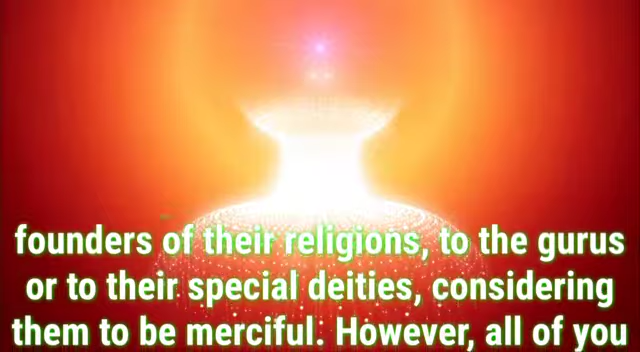 founders of their religions, to the gurus
or to their special deities, considering
them to be merciful. However, all of you